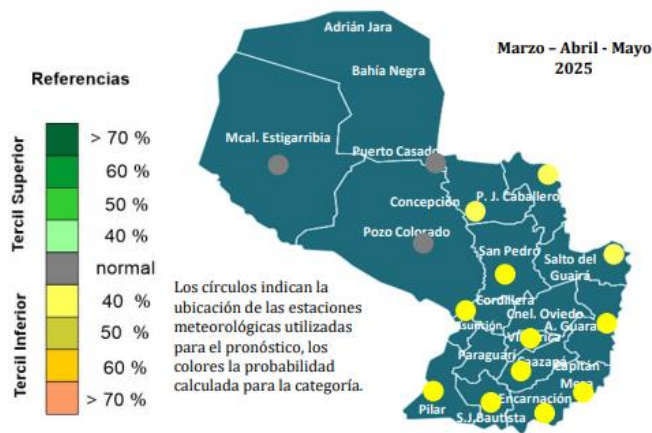 Adrián Jara
Marzo – Abril - Mayo
2025
Referencias
Bahía Negra
Tercil Superior
> 70 %
60 %
50 %
40 %
normal
Tercil Inferior
40 %
50 %
60 %
> 70 %
Mcal. Estigarribia
Puerto Casado
Concepción
P. J. Caballero
Pozo Colorado
San Pedro
Salto del
Guairá
Los círculos indican la
ubicación de las estaciones
meteorológicas utilizadas
para el pronóstico, los
colores la probabilidad
calculada para la categoría.
Cordillera
Cnel. Oviedo
Asunción
A. Guara
Paraguarí
Caazapá
Capitán
Meza
Encarnación
Pilar
S.J.Bautista